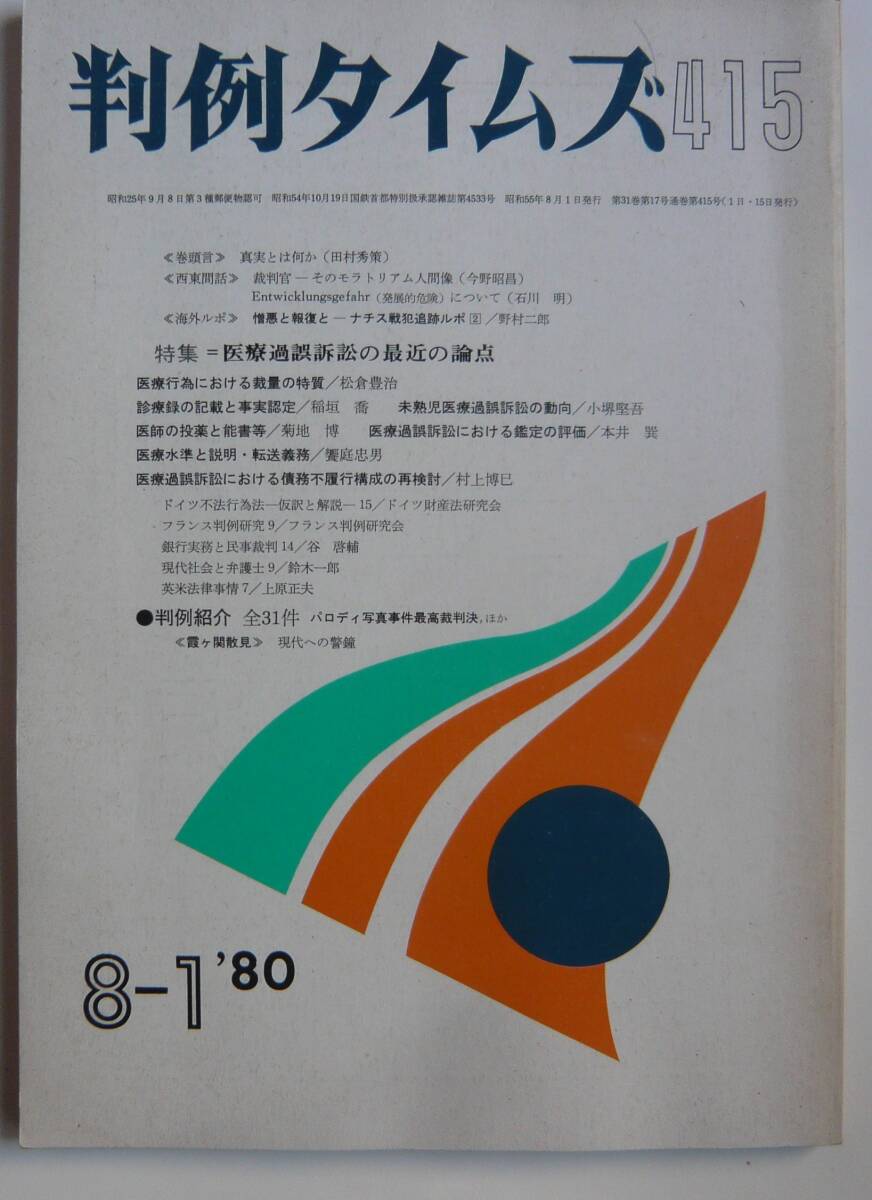 判例タイムズ415
昭和25年9月8日第3種郵便物認可 昭和54年10月19日国鉄首都特別扱承認雑誌第4533号 昭和55年8月1日発行 第31巻第17号通巻第415号(1日・15日発行)
≪巻頭言≫ 真実とは何か(田村秀策)
≪西東間話≫ 裁判官―そのモラトリアム人間像(今野昭昌)
Entwicklungsgefahr(発展的危険)について(石川 明)
≪海外ルポ≫ 憎悪と報復と―ナチス戦犯追跡ルポ[2]/野村二郎
特集=医療過誤訴訟の最近の論点
医療行為における裁量の特質/松倉豊治
診療録の記載と事実認定/稲垣 喬 未熟児医療過誤訴訟の動向/小堺堅吾
医師の投薬と能書等/菊地 博 医療過誤訴訟における鑑定の評価/本井 巽
医療水準と説明・転送義務/饗庭忠男
医療過誤訴訟における債務不履行構成の再検討/村上博巳
ドイツ不法行為法―仮訳と解説―15/ドイツ財産法研究会
フランス判例研究9/フランス判例研究会
銀行実務と民事裁判14/谷 啓輔
現代社会と弁護士9/鈴木一郎
英米法律事情7/上原正夫
●判例紹介 全31件 パロディ写真事件最高裁判決,ほか
≪霞ヶ関散見≫ 現代への警鐘
8-1'80